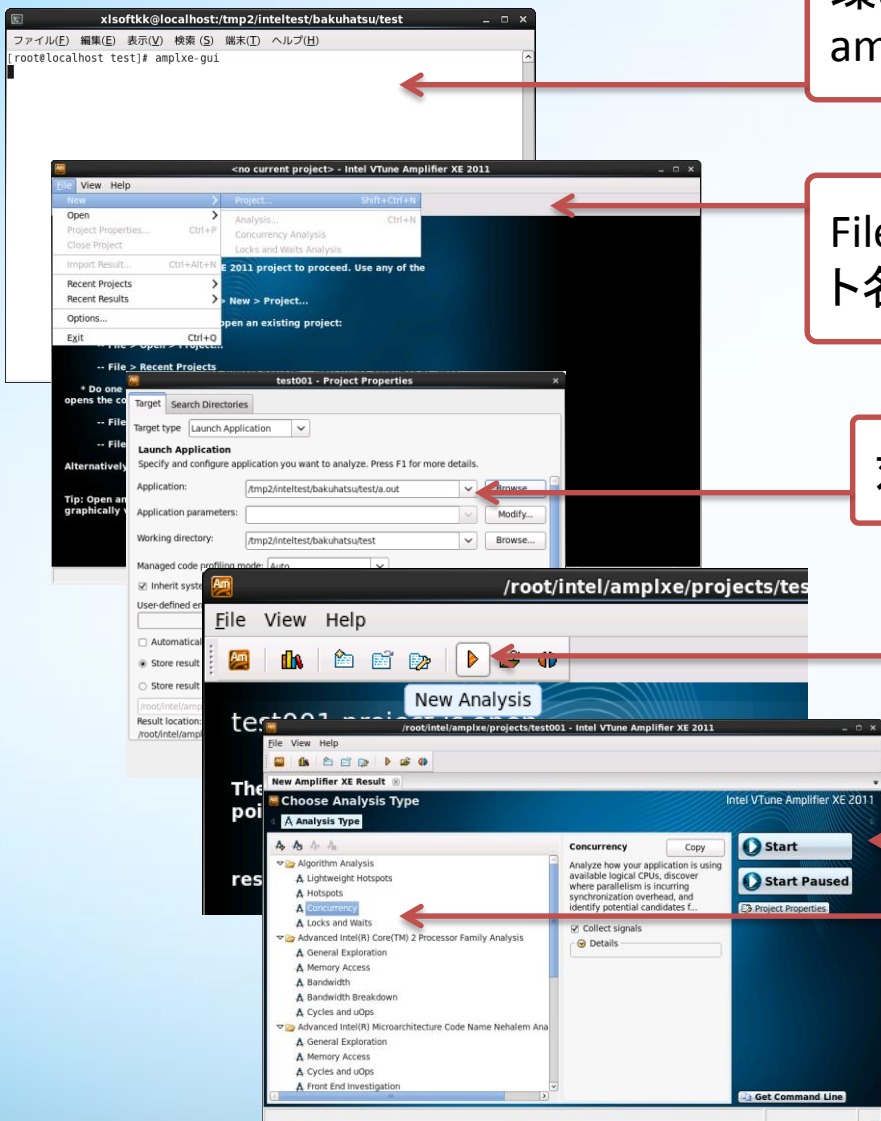 xlsoftkk@localhost:/tmp2/inteltest/bakuhatsu/test
ファイル(F) 編集(E) 表示(V) 検索 (S) 端末(T) ヘルプ(H)
[root@localhost test]# amplxe-gui
am
File
ト名
<no current project> - Intel VTune Amplifier XE 2011
File View Help
New
Project... Shift+Ctrl+N
Open
Analysis... Ctrl+N
Project Properties... Ctrl+P
Concurrency Analysis
Close Project
Locks and Waits Analysis
Import Result... Ctrl+Alt+N
E 2011 project to proceed. Use any of the
Recent Projects
Recent Results
> New > Project...
Options...
open an existing project:
Exit Ctrl+Q
-- File > Open > Project...
-- File > Recent Projects
* Do one
opens the co
-- File
-- File
Alternatively
Tip: Open an
graphically v
test001 - Project Properties
Target Search Directories
Target type Launch Application
Launch Application
Specify and configure application you want to analyze. Press F1 for more details.
Application: /tmp2/inteltest/bakuhatsu/test/a.out Browse
Application parameters: Modify...
Working directory: /tmp2/inteltest/bakuhatsu/test Browse...
Managed code profiling mode: Auto
Inherit syste
User-defined en
Automatical
Store result
Store result
/root/intel/amp
Result location:
/root/intel/ampl
/root/intel/amplxe/projects/tes
File View Help
New Analysis
test001 project is open
The
poi
res
/root/intel/amplxe/projects/test001 - Intel VTune Amplifier XE 2011
File View Help
New Amplifier XE Result
Choose Analysis Type
Intel VTune Amplifier XE 2011
Analysis Type
Algorithm Analysis
Lightweight Hotspots
Hotspots
Concurrency
Locks and Waits
Advanced Intel(R) Core(TM) 2 Processor Family Analysis
General Exploration
Memory Access
Bandwidth
Bandwidth Breakdown
Cycles and uOps
Advanced Intel(R) Microarchitecture Code Name Nehalem Ana
General Exploration
Memory Access
Cycles and uOps
Front End Investigation
Concurrency
Copy
Analyze how your application is using
available logical CPUs, discover
where parallelism is incurring
synchronization overhead, and
identify potential candidates f...
Collect signals
Details
Start
Start Paused
Project Properties
Get Command Line